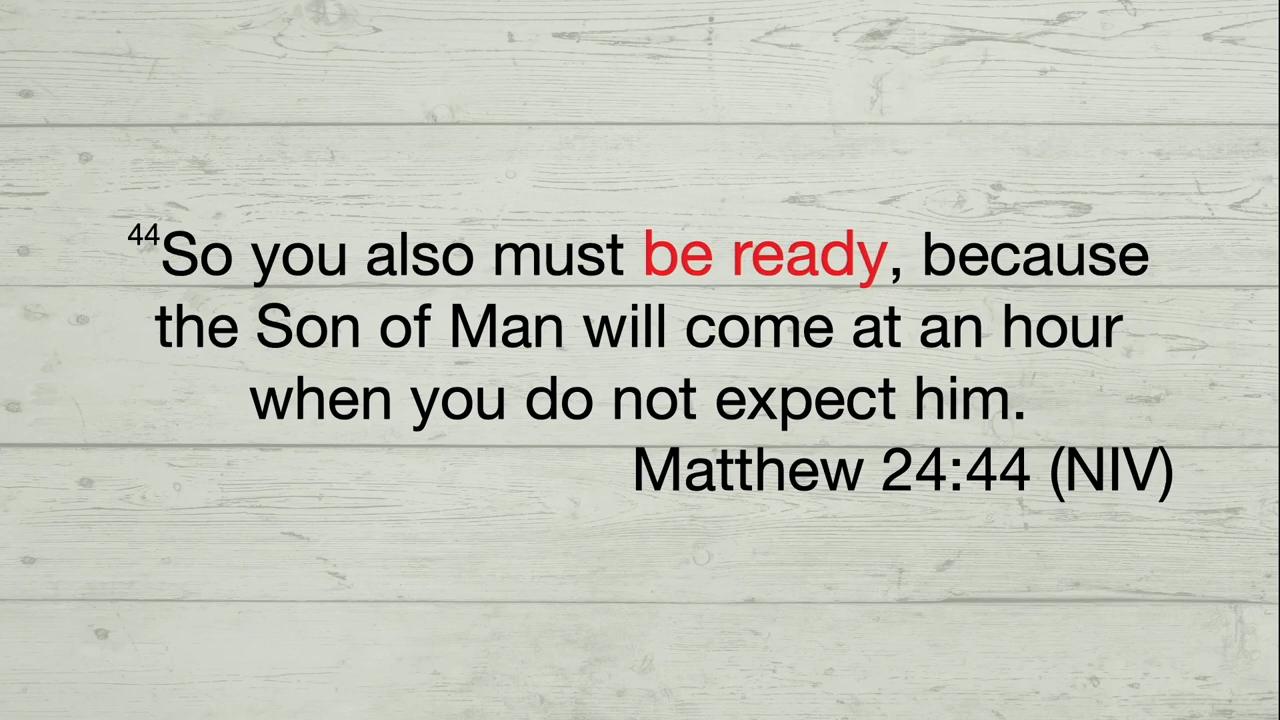 ⁴⁴So you also must be ready, because
the Son of Man will come at an hour
when you do not expect him.
Matthew 24:44 (NIV)